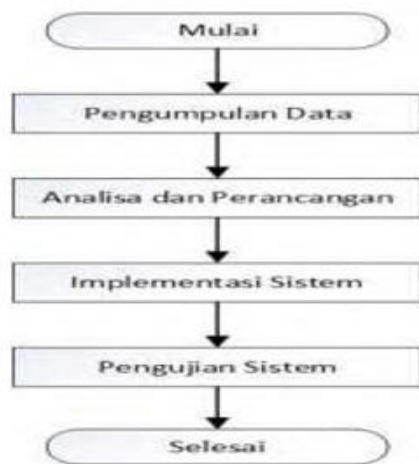 Mulai
Pengumpulan Data
Analisa dan Perancangan
Implementasi Sistem
Pengujian Sistem
Selesai